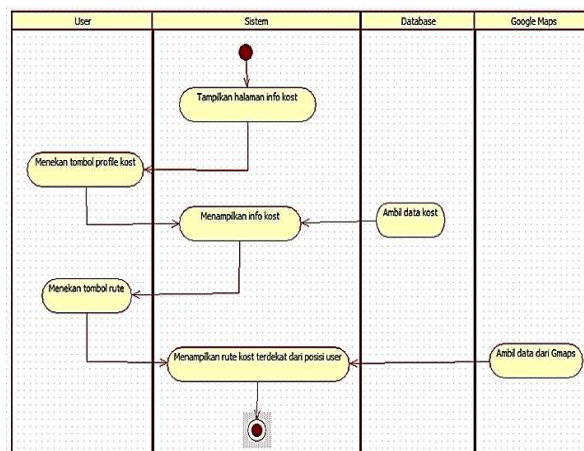 User
Sistem
Database
Google Maps
Tampilkan halaman info kost
Menekan tombol profile kost
Menampilkan info kost
Ambil data kost
Menekan tombol rute
Menampilkan rute kost terdekat dari posisi user
Ambil data dari Gmaps